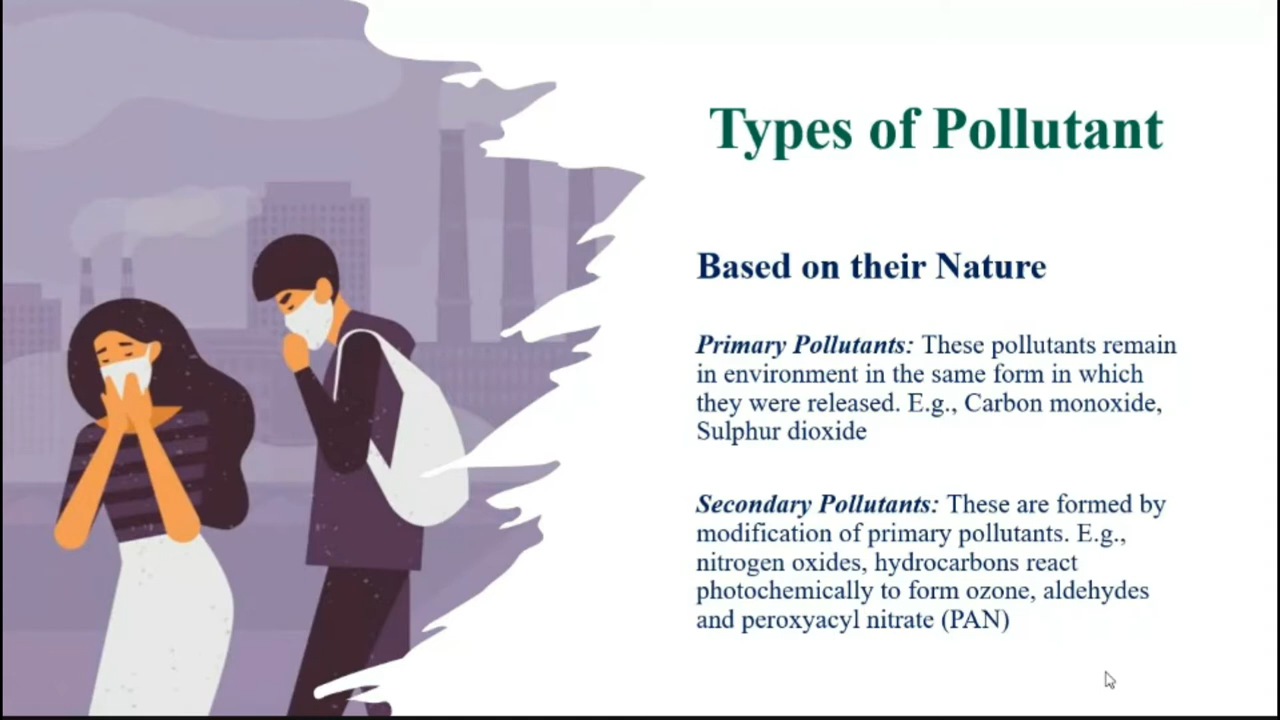 Types of Pollutant
Based on their Nature
Primary Pollutants: These pollutants remain
in environment in the same form in which
they were released. E.g., Carbon monoxide,
Sulphur dioxide
Secondary Pollutants: These are formed by
modification of primary pollutants. E.g.,
nitrogen oxides, hydrocarbons react
photochemically to form ozone, aldehydes
and peroxyacyl nitrate (PAN)